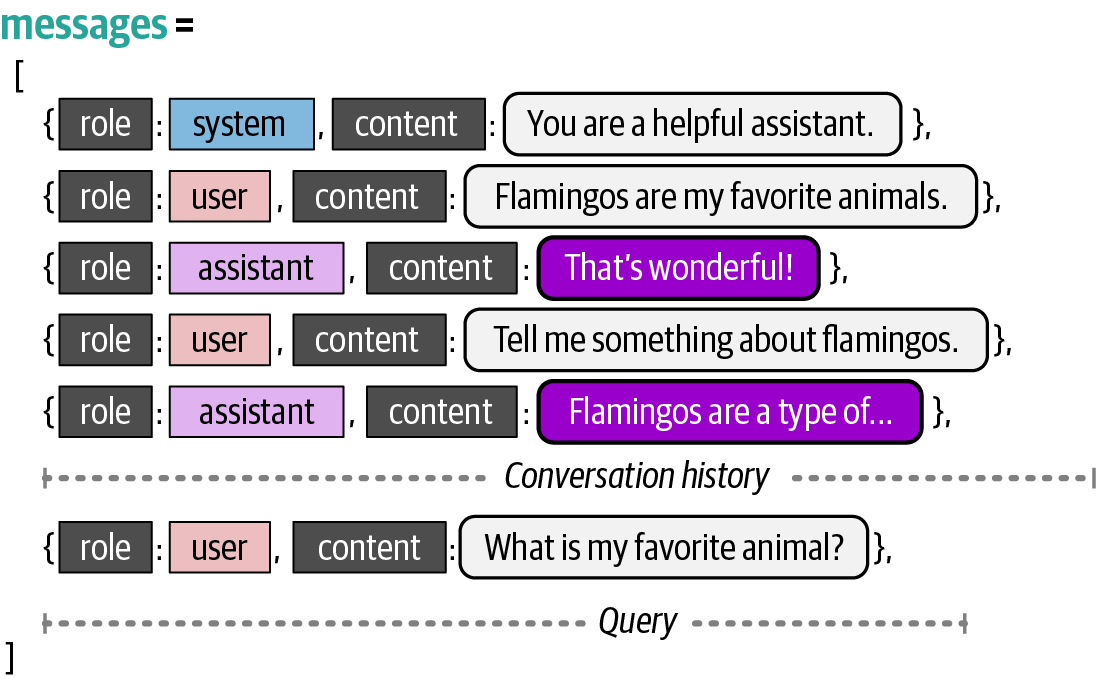 messages =
[
{ role : system , content : You are a helpful assistant. },
{ role : user , content : Flamingos are my favorite animals. },
{ role : assistant , content : That's wonderful! },
{ role : user , content : Tell me something about flamingos. },
{ role : assistant , content : Flamingos are a type of... },
Conversation history
{ role : user , content : What is my favorite animal? },
Query
]